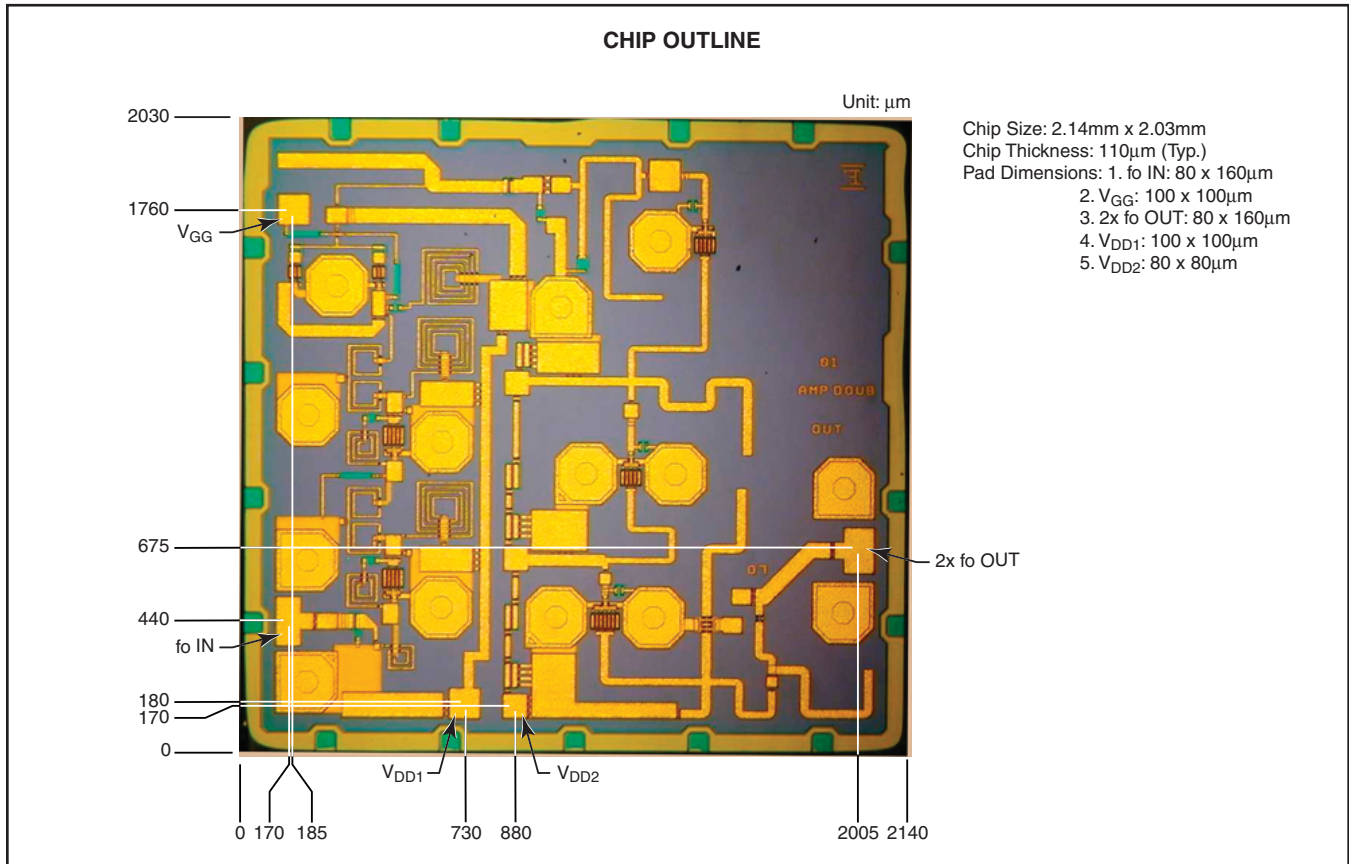 CHIP OUTLINE
Unit: μm
Chip Size: 2.14mm x 2.03mm
Chip Thickness: 110μm (Typ.)
Pad Dimensions: 1. fo IN: 80 x 160μm
2. VGG: 100 x 100μm
3. 2x fo OUT: 80 x 160μm
4. VDD1: 100 x 100μm
5. VDD2: 80 x 80μm
2030
1760
VGG
01
AMP DOUB
OUT
675
2x fo OUT
07
440
fo IN
180
170
0
VDD1
VDD2
0 170 185 730 880 2005 2140